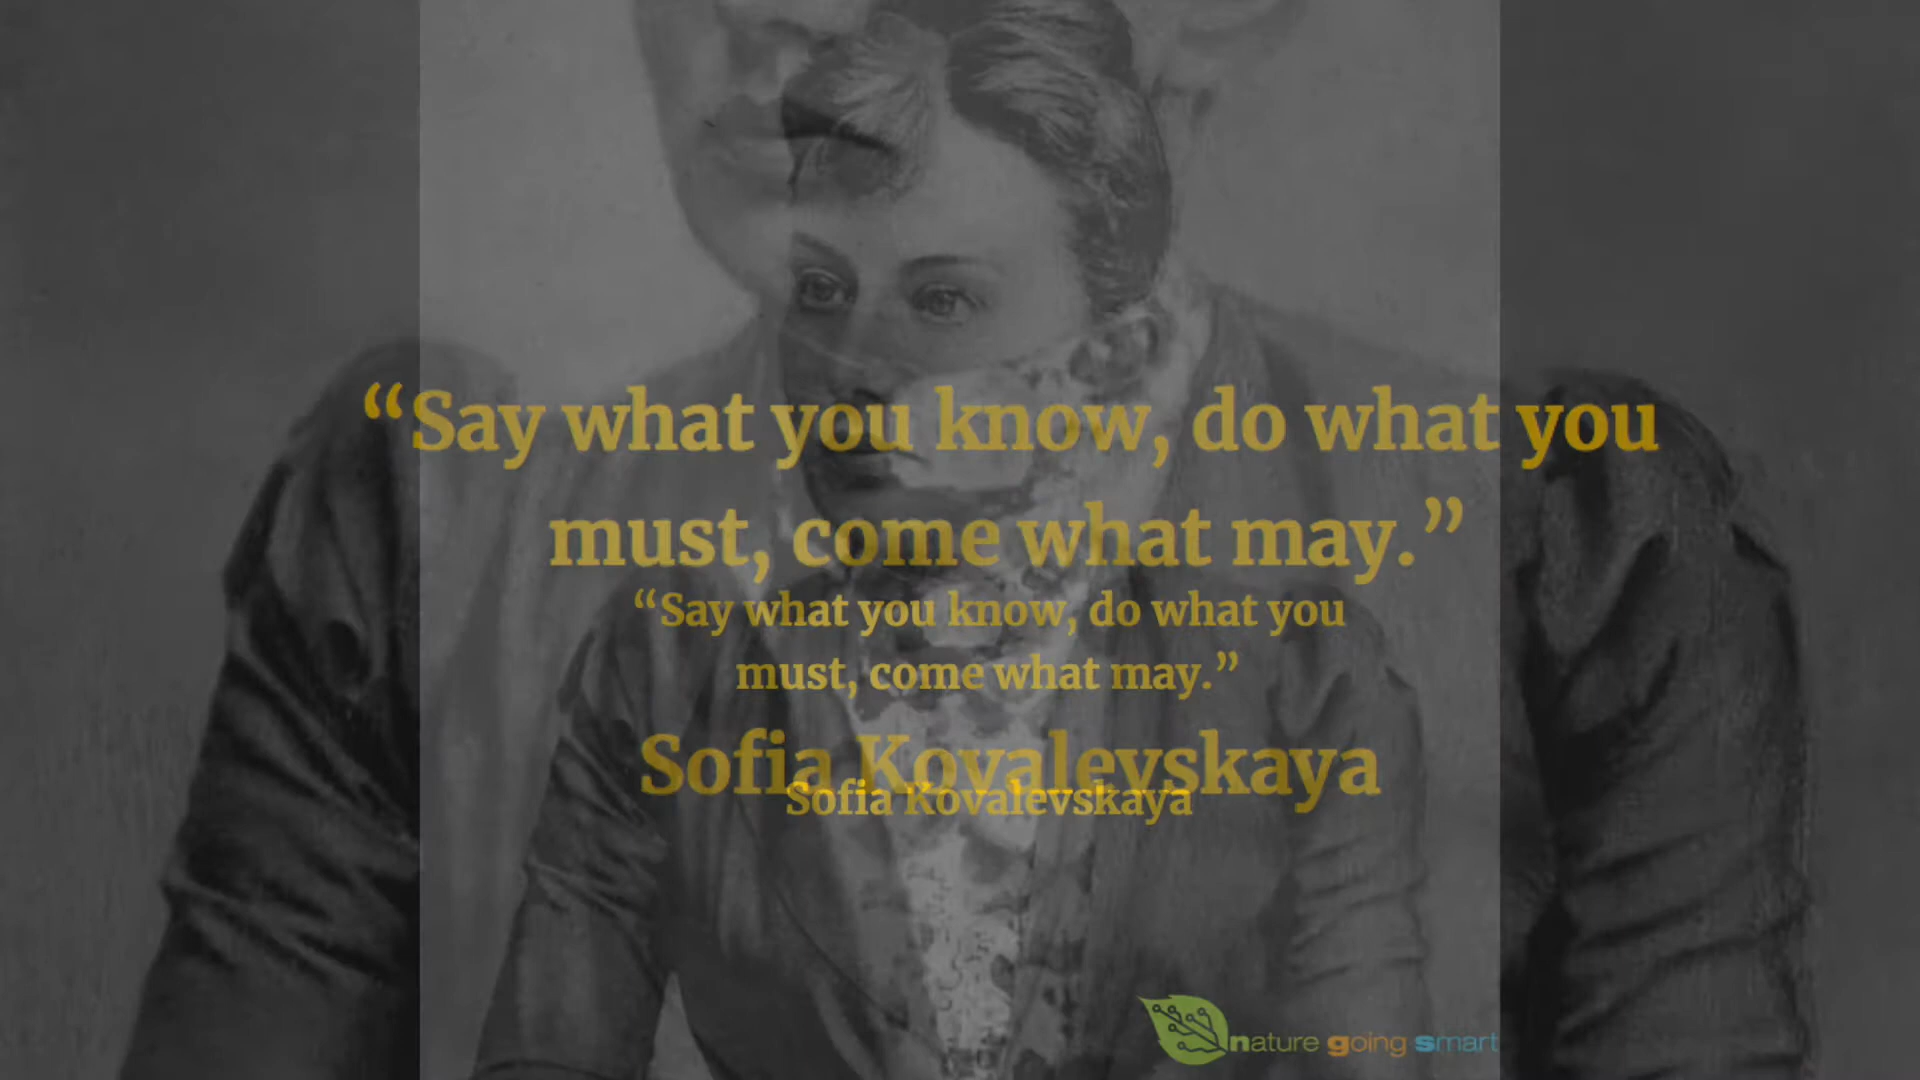 “Say what you know, do what you
must, come what may.”
“Say what you know, do what you
must, come what may.”
Sofia Kovalevskaya
Sofia Kovalevskaya
nature going smart